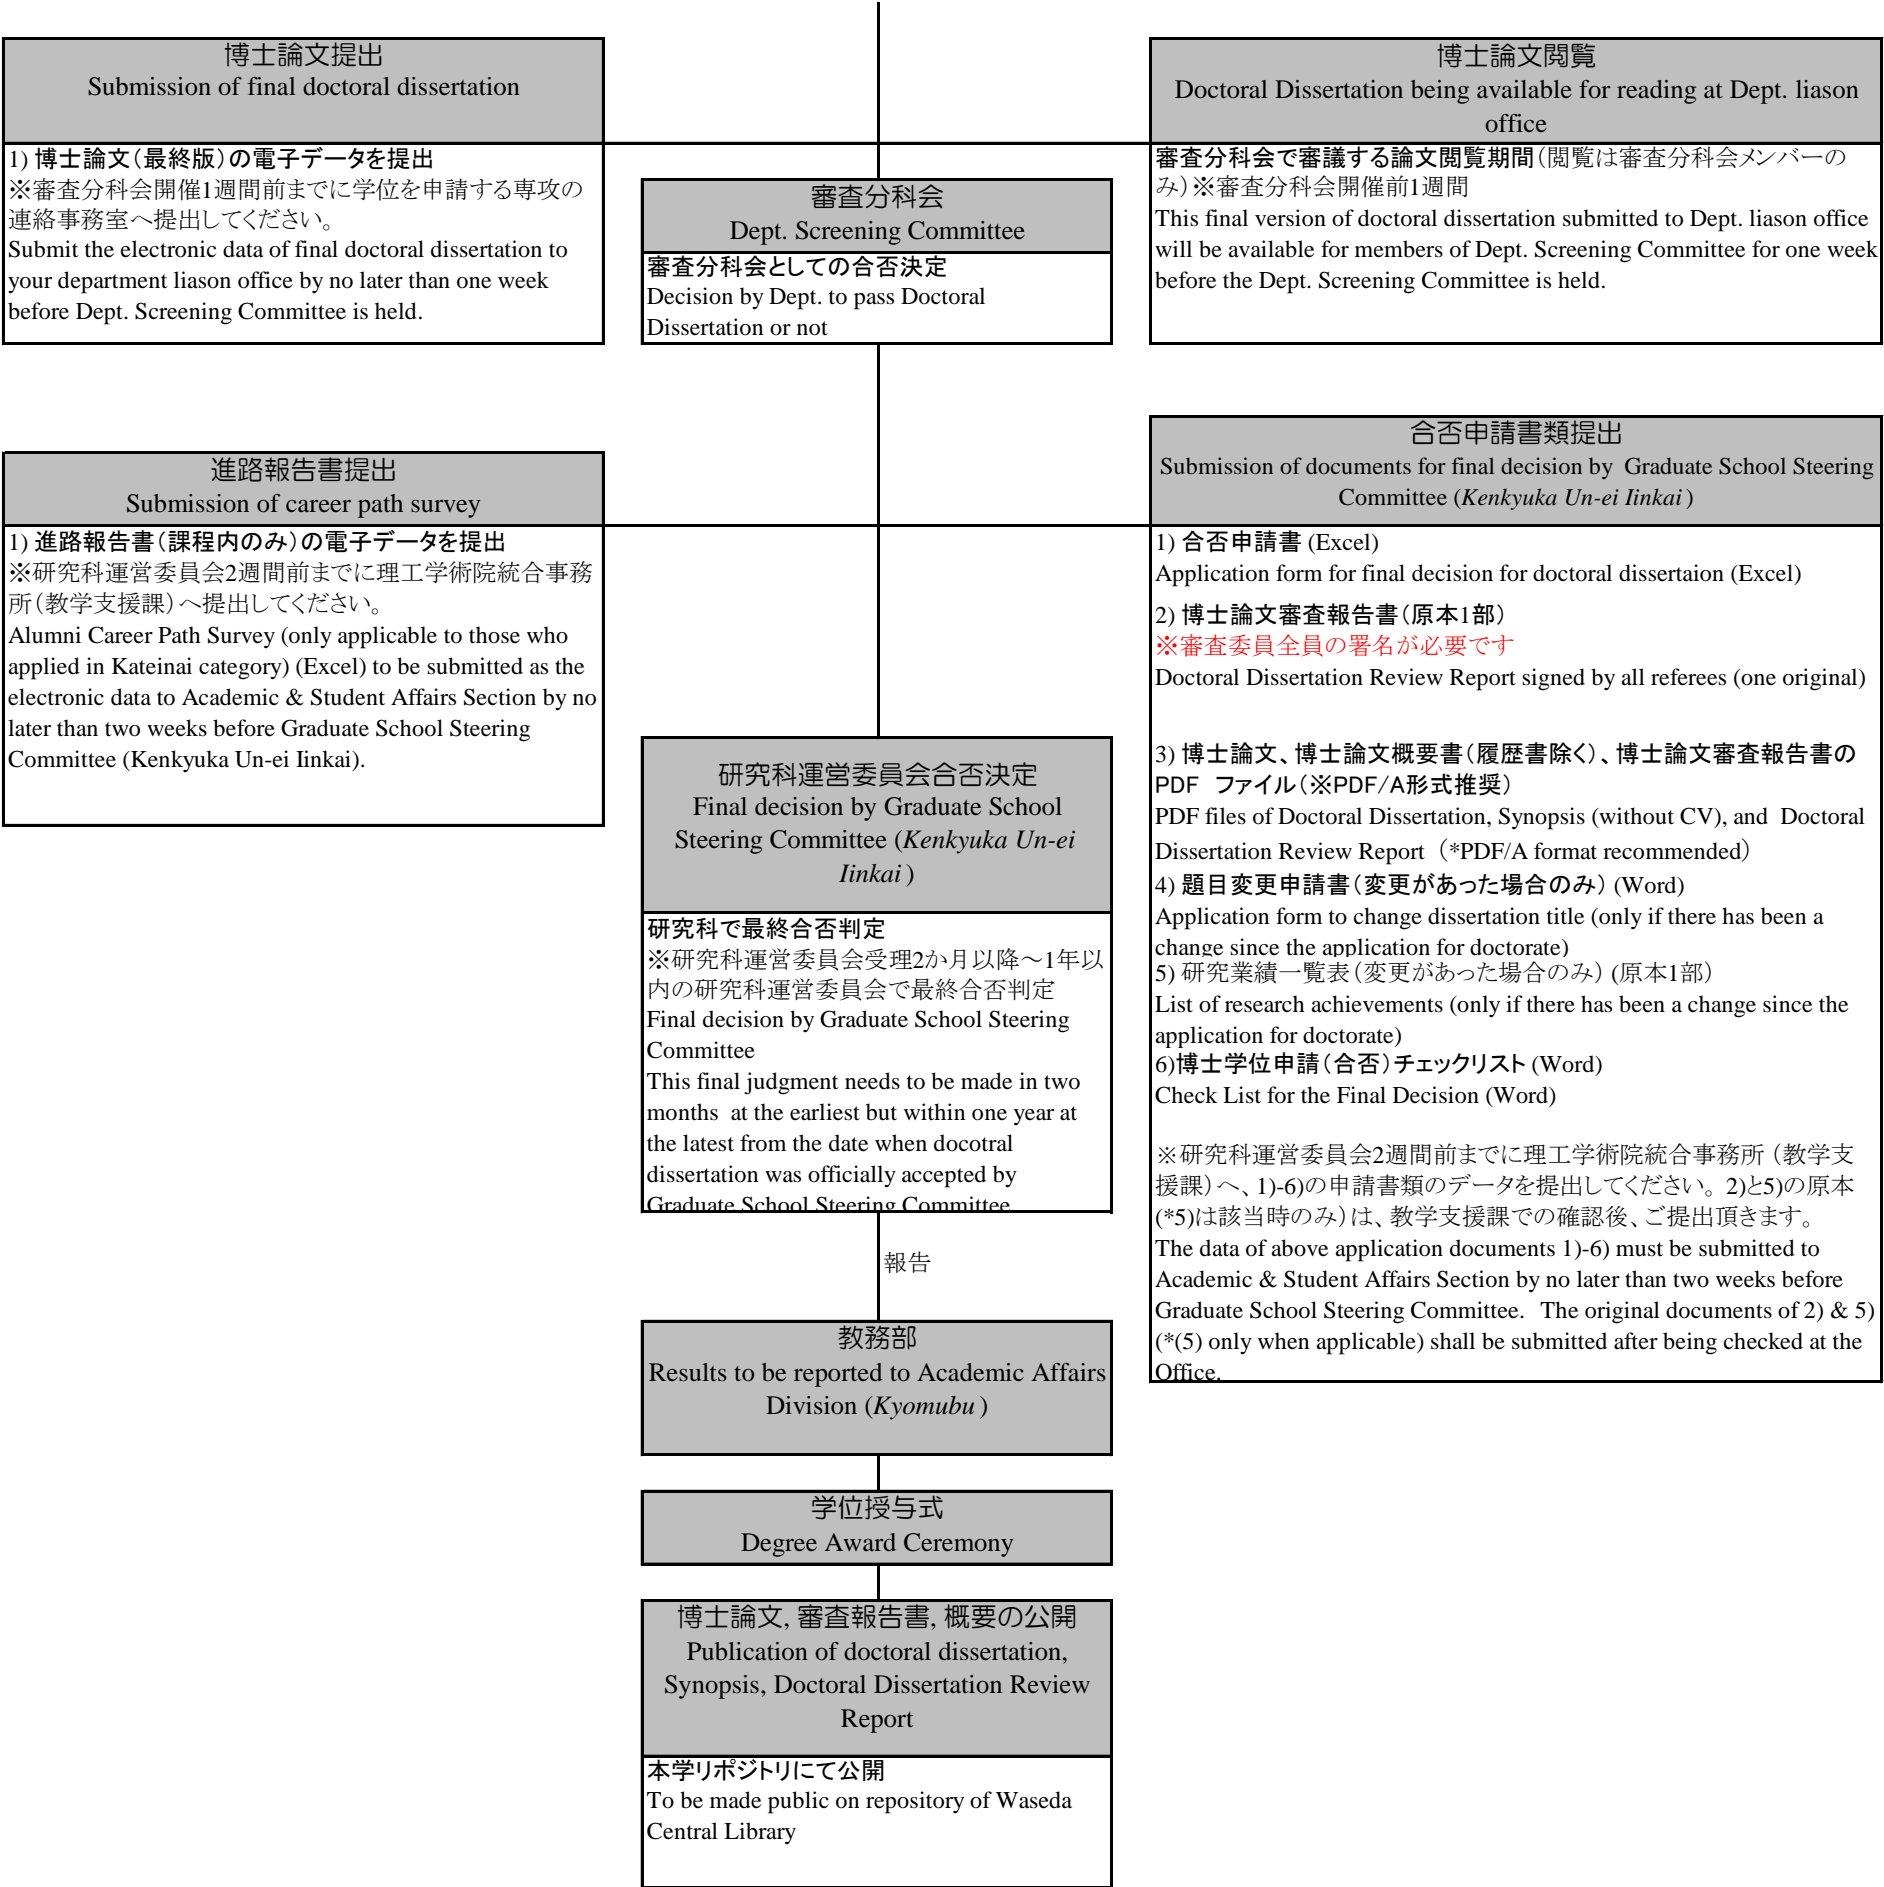 博士論文提出
Submission of final doctoral dissertation
1) 博士論文（最終版）の電子データを提出
※審査分科会開催1週間前までに学位を申請する専攻の
連絡事務室へ提出してください。
Submit the electronic data of final doctoral dissertation to
your department liason office by no later than one week
before Dept. Screening Committee is held.
審査分科会
Dept. Screening Committee
審査分科会としての合否決定
Decision by Dept. to pass Doctoral
Dissertation or not
博士論文閲覧
Doctoral Dissertation being available for reading at Dept. liason
office
審査分科会で審議する論文閲覧期間（閲覧は審査分科会メンバーの
み）※審査分科会開催前1週間
This final version of doctoral dissertation submitted to Dept. liason office
will be available for members of Dept. Screening Committee for one week
before the Dept. Screening Committee is held.
進路報告書提出
Submission of career path survey
1) 進路報告書（課程内のみ）の電子データを提出
※研究科運営委員会2週間前までに理工学術院統合事務
所（教学支援課）へ提出してください。
Alumni Career Path Survey (only applicable to those who
applied in Kateinai category) (Excel) to be submitted as the
electronic data to Academic & Student Affairs Section by no
later than two weeks before Graduate School Steering
Committee (Kenkyuka Un-ei Iinkai).
合否申請書類提出
Submission of documents for final decision by Graduate School Steering
Committee (Kenkyuka Un-ei Iinkai)
1) 合否申請書 (Excel)
Application form for final decision for doctoral dissertaion (Excel)
2) 博士論文審査報告書（原本1部）
※審査委員全員の署名が必要です
Doctoral Dissertation Review Report signed by all referees (one original)
3) 博士論文、博士論文概要書（履歴書除く）、博士論文審査報告書の
PDF ファイル（※PDF/A形式推奨）
PDF files of Doctoral Dissertation, Synopsis (without CV), and Doctoral
Dissertation Review Report（*PDF/A format recommended）
4) 題目変更申請書（変更があった場合のみ） (Word)
Application form to change dissertation title (only if there has been a
change since the application for doctorate)
5) 研究業績一覧表（変更があった場合のみ） (原本1部）
List of research achievements (only if there has been a change since the
application for doctorate)
6)博士学位申請（合否）チェックリスト (Word)
Check List for the Final Decision (Word)
※研究科運営委員会2週間前までに理工学術院統合事務所 （教学支
援課）へ、1)-6)の申請書類のデータを提出してください。2)と5)の原本
(*5)は該当時のみ）は、教学支援課での確認後、ご提出頂きます。
The data of above application documents 1)-6) must be submitted to
Academic & Student Affairs Section by no later than two weeks before
Graduate School Steering Committee. The original documents of 2) & 5)
(*(5) only when applicable) shall be submitted after being checked at the
Office.
研究科運営委員会合否決定
Final decision by Graduate School
Steering Committee (Kenkyuka Un-ei
Iinkai)
研究科で最終合否判定
※研究科運営委員会受理2か月以降～1年以
内の研究科運営委員会で最終合否判定
Final decision by Graduate School Steering
Committee
This final judgment needs to be made in two
months at the earliest but within one year at
the latest from the date when docotral
dissertation was officially accepted by
Graduate School Steering Committee
報告
教務部
Results to be reported to Academic Affairs
Division (Kyomubu)
学位授与式
Degree Award Ceremony
博士論文, 審査報告書, 概要の公開
Publication of doctoral dissertation,
Synopsis, Doctoral Dissertation Review
Report
本学リポジトリにて公開
To be made public on repository of Waseda
Central Library